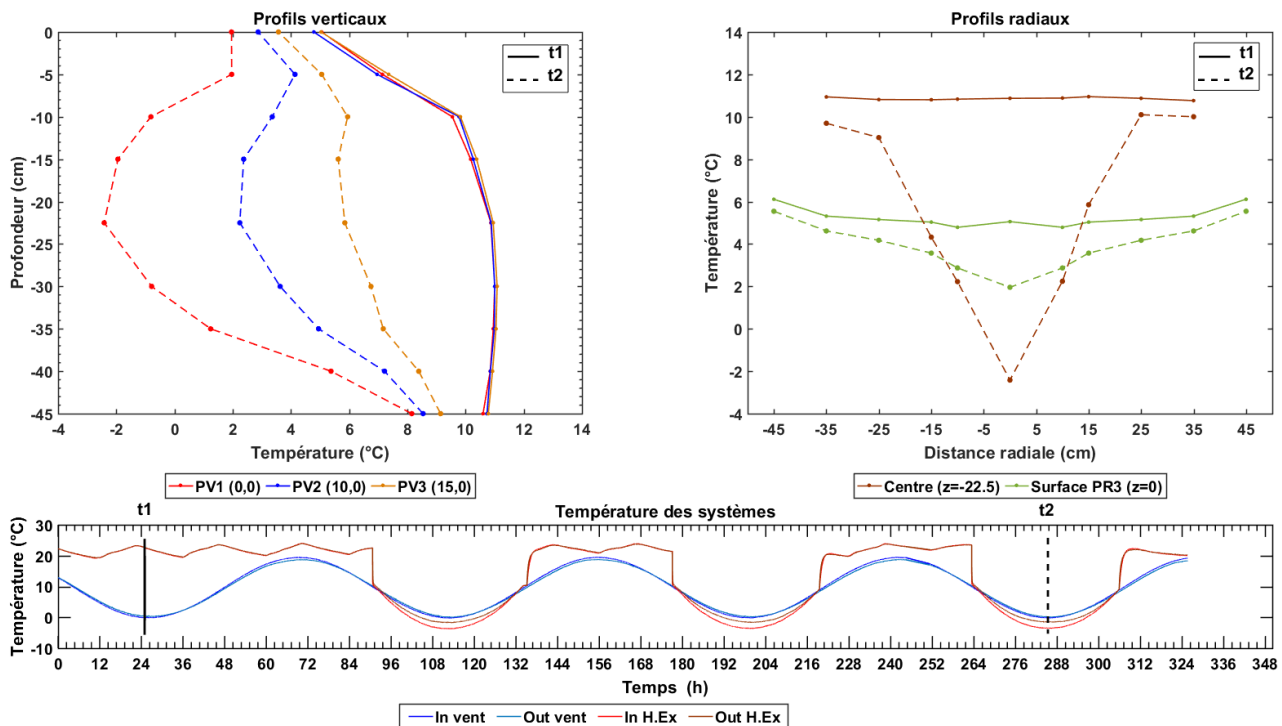 Profils verticaux
t1
t2
0
-5
-10
-15
-20
-25
-30
-35
-40
-45
Profondeur (cm)
-4 -2 0 2 4 6 8 10 12 14
Température (°C)
PV1 (0,0) PV2 (10,0) PV3 (15,0)
Profils radiaux
t1
t2
14
12
10
8
6
4
2
0
-2
-4
Température (°C)
-45 -35 -25 -15 -5 5 15 25 35 45
Distance radiale (cm)
Centre (z=-22.5) Surface PR3 (z=0)
t1 Température des systèmes t2
30
20
10
0
-10
Température (°C)
0 12 24 36 48 60 72 84 96 108 120 132 144 156 168 180 192 204 216 228 240 252 264 276 288 300 312 324 336 348
Temps (h)
In vent Out vent In H.Ex Out H.Ex